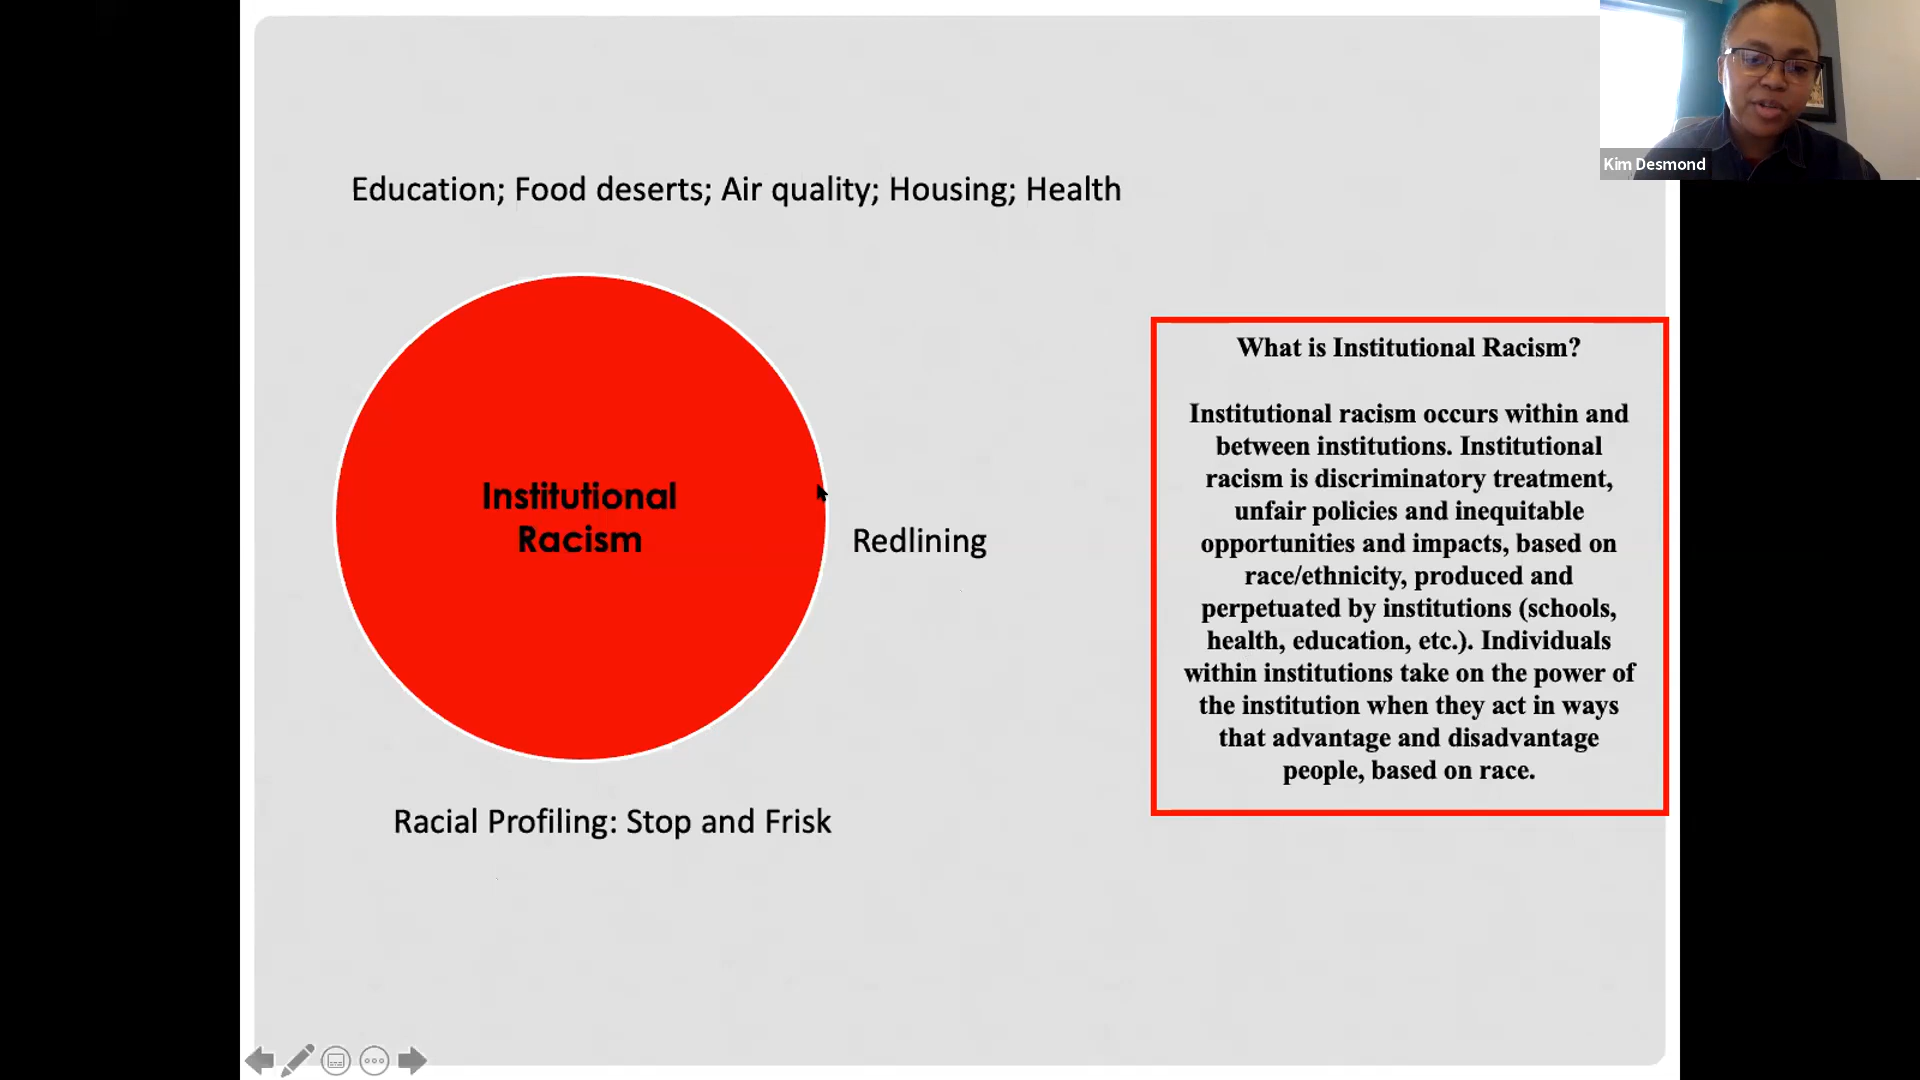 Kim Desmond
Education; Food deserts; Air quality; Housing; Health
Institutional
Racism
Redlining
Racial Profiling: Stop and Frisk
What is Institutional Racism?
Institutional racism occurs within and
between institutions. Institutional
racism is discriminatory treatment,
unfair policies and inequitable
opportunities and impacts, based on
race/ethnicity, produced and
perpetuated by institutions (schools,
health, education, etc.). Individuals
within institutions take on the power of
the institution when they act in ways
that advantage and disadvantage
people, based on race.